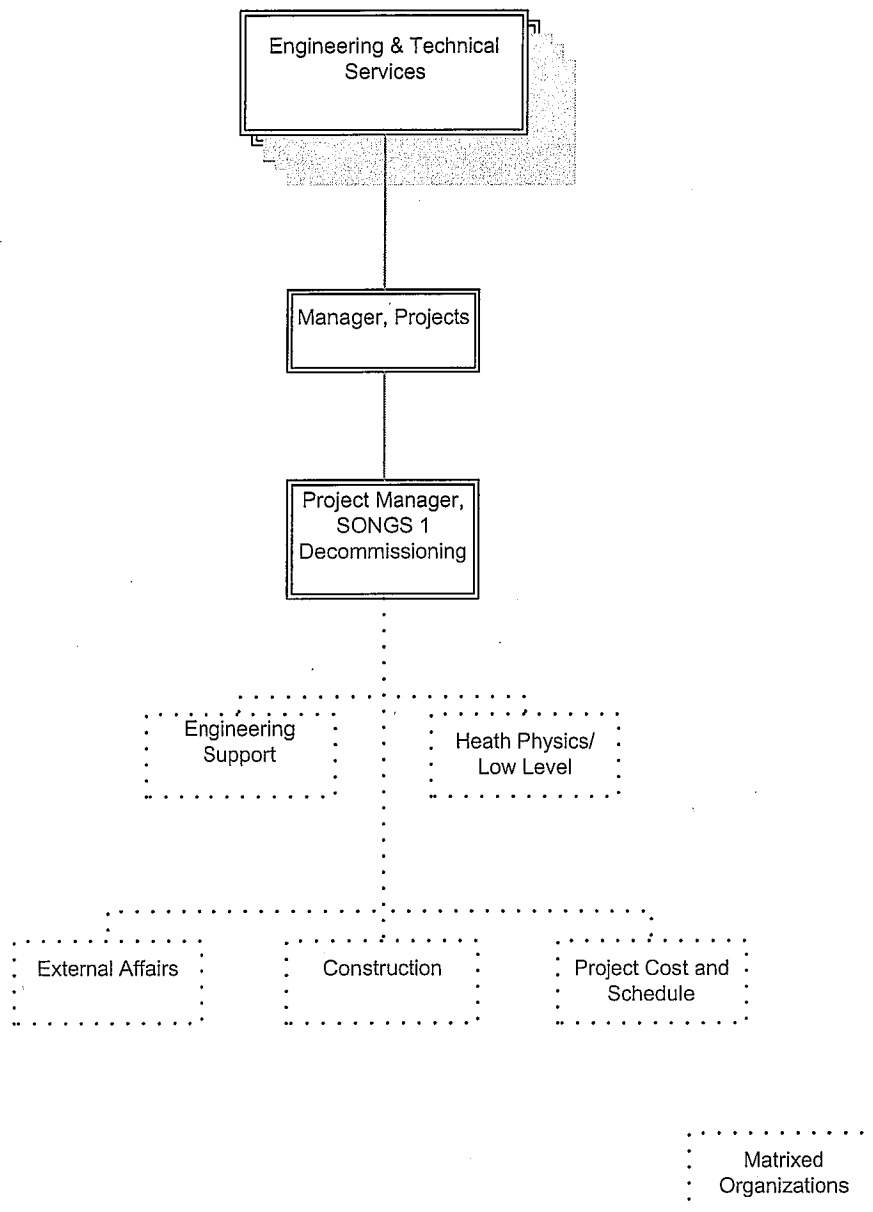 Engineering & Technical
Services
Manager, Projects
Project Manager,
SONGS 1
Decommissioning
Engineering
Support
Heath Physics/
Low Level
External Affairs
Construction
Project Cost and
Schedule
Matrixed
Organizations